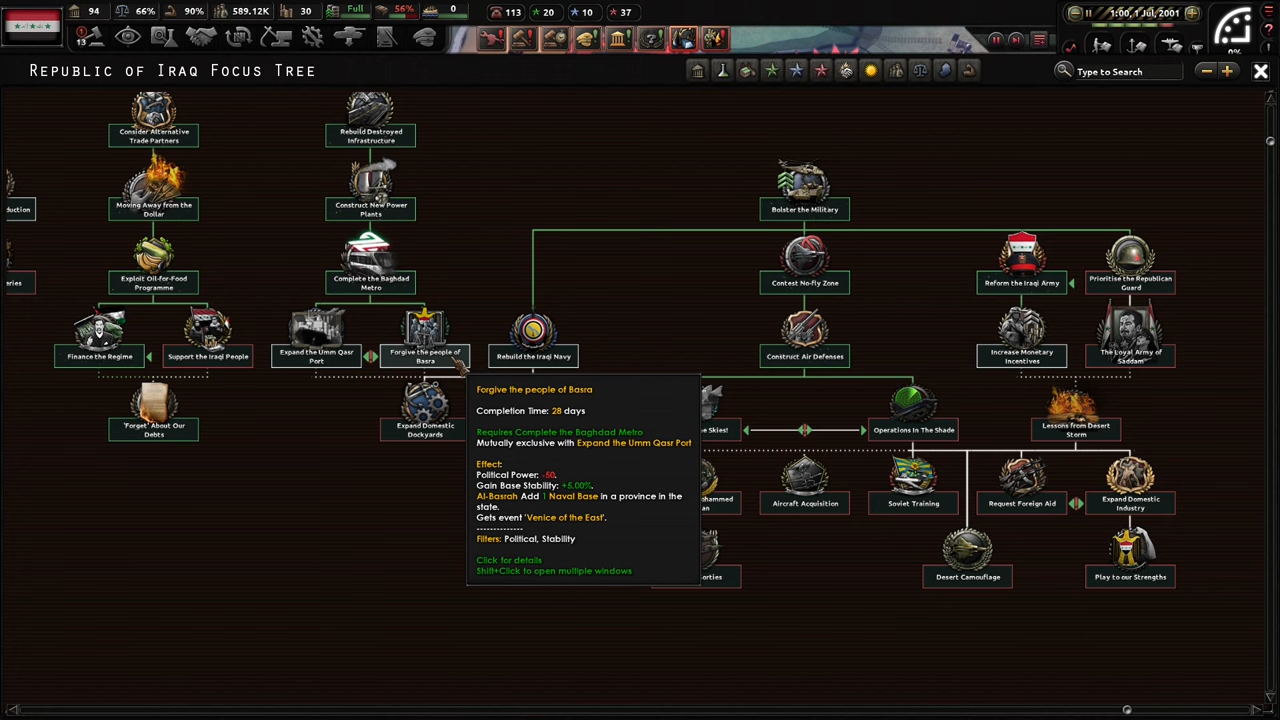 94
66%
90%
589.12K
30
Full
56%
0
113
20
10
37
1:00, 1 Jul, 2001
13
0%
Republic of Iraq Focus Tree
Type to Search
Consider Alternative
Trade Partners
Rebuild Destroyed
Infrastructure
duction
Moving Away from the
Dollar
Construct New Power
Plants
Bolster the Military
eries
Exploit Oil-for-Food
Programme
Complete the Baghdad
Metro
Contest No-fly Zone
Reform the Iraqi Army
Prioritise the Republican
Guard
Finance the Regime
Support the Iraqi People
Expand the Umm Qasr
Port
Forgive the people of
Basra
Rebuild the Iraqi Navy
Construct Air Defenses
Increase Monetary
Incentives
The Loyal Army of
Saddam
'Forget' About Our
Debts
Expand Domestic
Dockyards
e Skies!
Operations In The Shade
Lessons from Desert
Storm
ohammed
an
Aircraft Acquisition
Soviet Training
Request Foreign Aid
Expand Domestic
Industry
orties
Desert Camouflage
Play to our Strengths
Forgive the people of Basra
Completion Time: 28 days
Requires Complete the Baghdad Metro
Mutually exclusive with Expand the Umm Qasr Port
Effect:
Political Power: -50.
Gain Base Stability: +5.00%.
Al-Basrah Add 1 Naval Base in a province in the
state.
Gets event 'Venice of the East'.
--------------
Filters: Political, Stability
Click for details
Shift+Click to open multiple windows